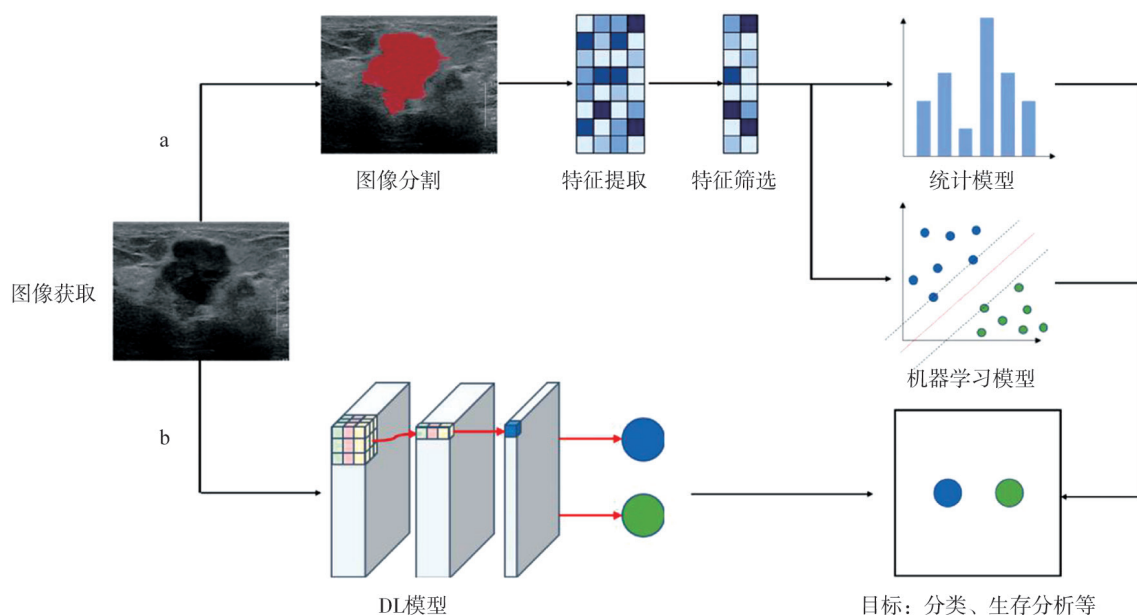 a
图像分割
特征提取
特征筛选
统计模型
图像获取
机器学习模型
b
DL模型
目标：分类、生存分析等